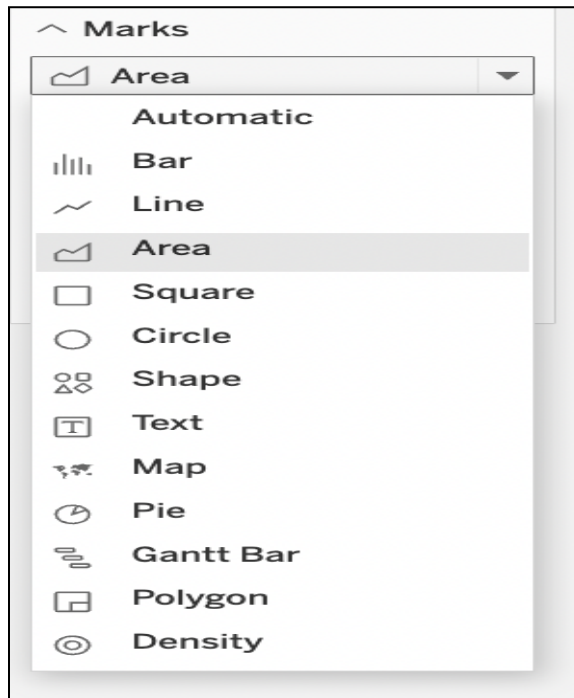 Marks
Area
Automatic
Bar
Line
Area
Square
Circle
Shape
Text
Map
Pie
Gantt Bar
Polygon
Density